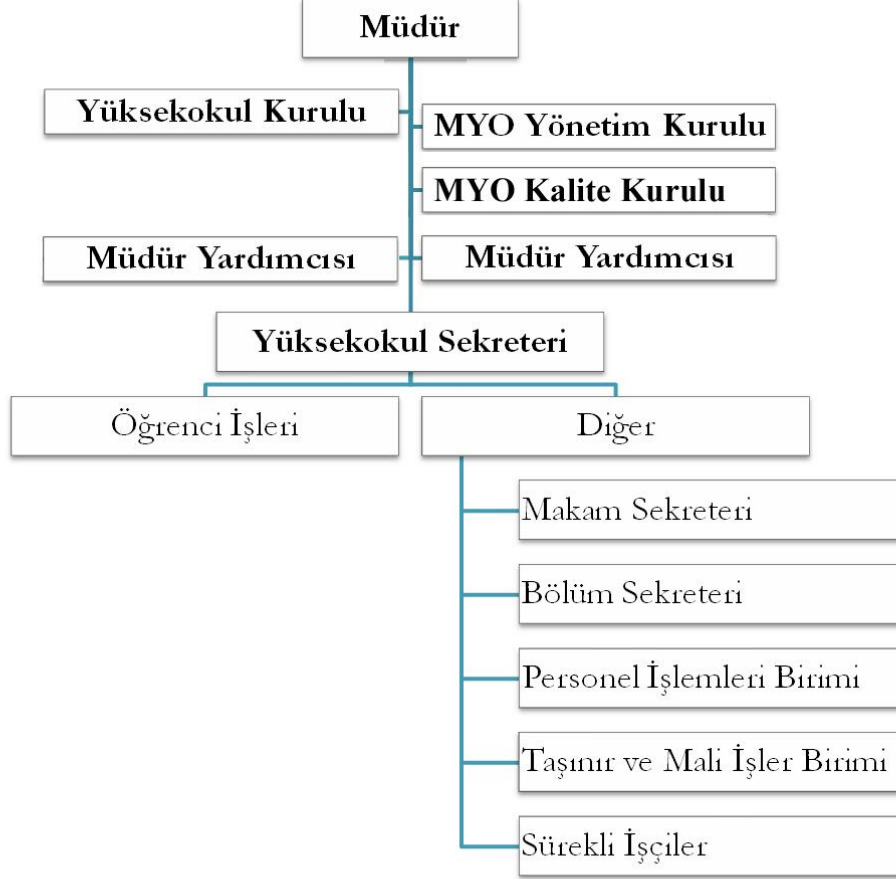 Müdür
Yüksekokul Kurulu
MYO Yönetim Kurulu
MYO Kalite Kurulu
Müdür Yardımcısı
Müdür Yardımcısı
Yüksekokul Sekreteri
Öğrenci İşleri
Diğer
Makam Sekreteri
Bölüm Sekreteri
Personel İşlemleri Birimi
Taşınır ve Mali İşler Birimi
Sürekli İşçiler